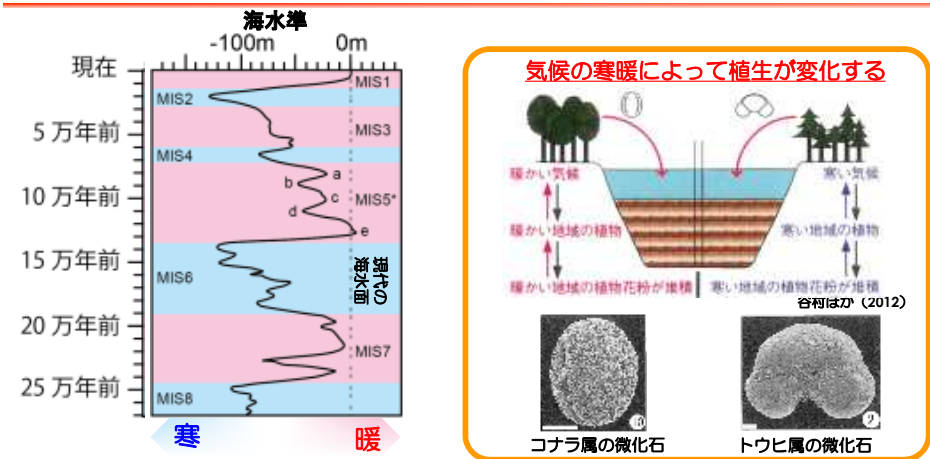 海水準
-100m 0m
現在
5 万年前
10 万年前
15 万年前
20 万年前
25 万年前
MIS1
MIS2
MIS3
MIS4
a
b
MIS5*
c
d
e
MIS6
現代の
海水面
MIS7
MIS8
寒
暖
気候の寒暖によって植生が変化する
暖かい気候
寒い気候
暖かい地域の植物
寒い地域の植物
暖かい地域の植物花粉が堆積
寒い地域の植物花粉が堆積
谷村ほか（2012）
コナラ属の微化石
トウヒ属の微化石